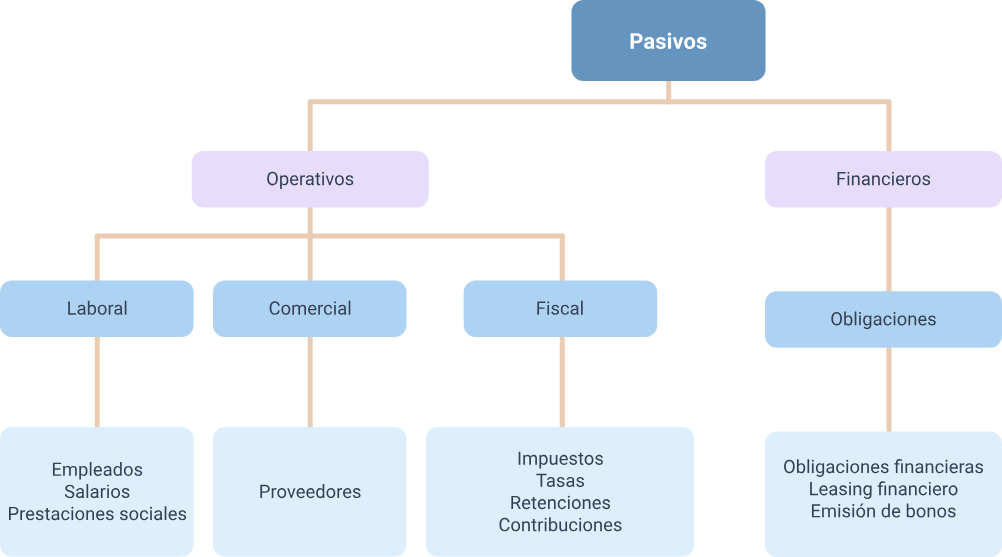 Pasivos
Operativos
Financieros
Laboral
Comercial
Fiscal
Obligaciones
Empleados
Salarios
Prestaciones sociales
Proveedores
Impuestos
Tasas
Retenciones
Contribuciones
Obligaciones financieras
Leasing financiero
Emisión de bonos